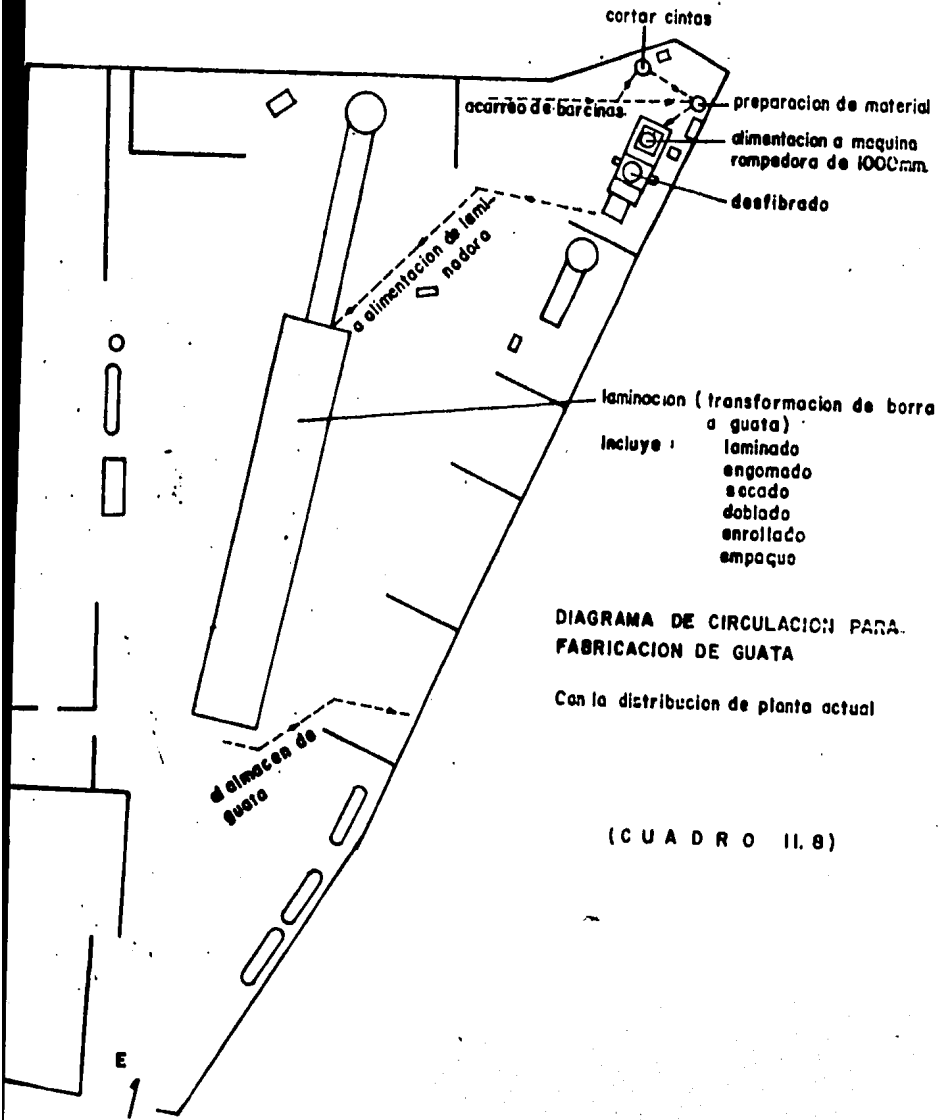 cortar cintas
acarreo de barcinas
preparacion de material
alimentacion a maquina
rompedora de 1000mm
desfibrado
a alimentacion de lami-
nadora
laminacion (transformacion de borra
a guata)
Incluye :
laminado
engomado
secado
doblado
enrollado
empaque
DIAGRAMA DE CIRCULACION PARA
FABRICACION DE GUATA
Con la distribucion de planta actual
al almacen de
guata
(CUADRO II.8)
E